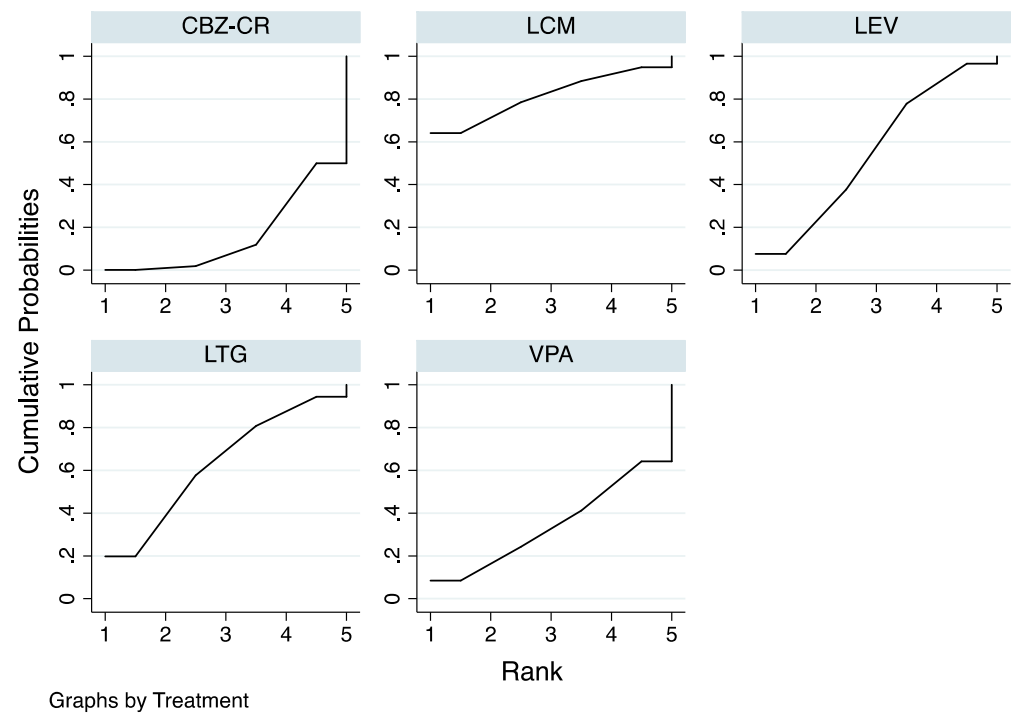 CBZ-CR
LCM
LEV
Cumulative Probabilities
0 .2 .4 .6 .8 1
1 2 3 4 5
0 .2 .4 .6 .8 1
1 2 3 4 5
0 .2 .4 .6 .8 1
1 2 3 4 5
LTG
VPA
0 .2 .4 .6 .8 1
1 2 3 4 5
0 .2 .4 .6 .8 1
1 2 3 4 5
Rank
Graphs by Treatment